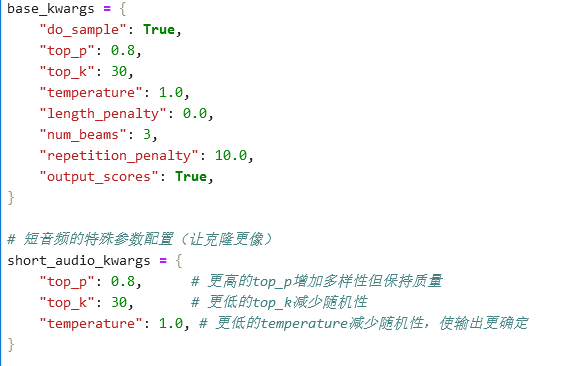 base_kwargs = {
    "do_sample": True,
    "top_p": 0.8,
    "top_k": 30,
    "temperature": 1.0,
    "length_penalty": 0.0,
    "num_beams": 3,
    "repetition_penalty": 10.0,
    "output_scores": True,
}

# 短音频的特殊参数配置（让克隆更像）
short_audio_kwargs = {
    "top_p": 0.8,      # 更高的top_p增加多样性但保持质量
    "top_k": 30,       # 更低的top_k减少随机性
    "temperature": 1.0, # 更低的temperature减少随机性，使输出更确定
}